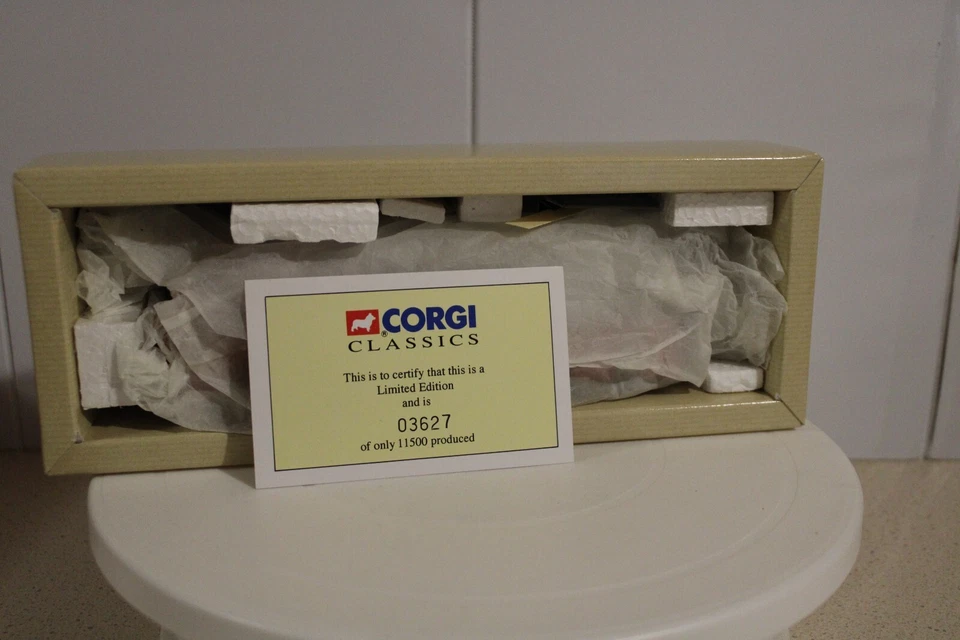 CORGI
®
CLASSICS
This is to certify that this is a
Limited Edition
and is
03627
of only 11500 produced